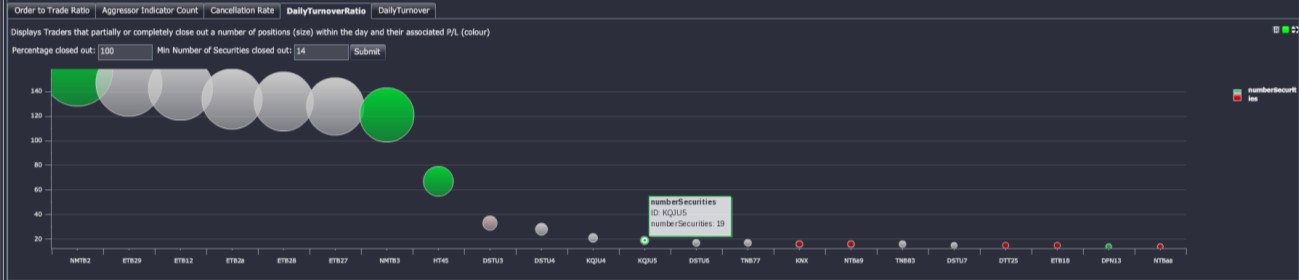 Order to Trade Ratio Aggressor Indicator Count Cancellation Rate DailyTurnoverRatio DailyTurnover
Displays Traders that partially or completely close out a number of positions (size) within the day and their associated P/L (colour)
Percentage closed out: 100 Min Number of Securities closed out: 14 Submit
numberSecurit
ies
140
120
100
80
60
40
20
numberSecurities
ID: KQJU5
numberSecurities: 19
NMTB2 ETB29 ETB12 ETB2a ETB28 ETB27 NMTB3 HT4S DSTU3 DSTU4 KQJU4 KQJU5 DSTU6 TNB77 KNX NTBa9 TNB83 DSTU7 DTT25 ETB18 DPN13 NTBaa